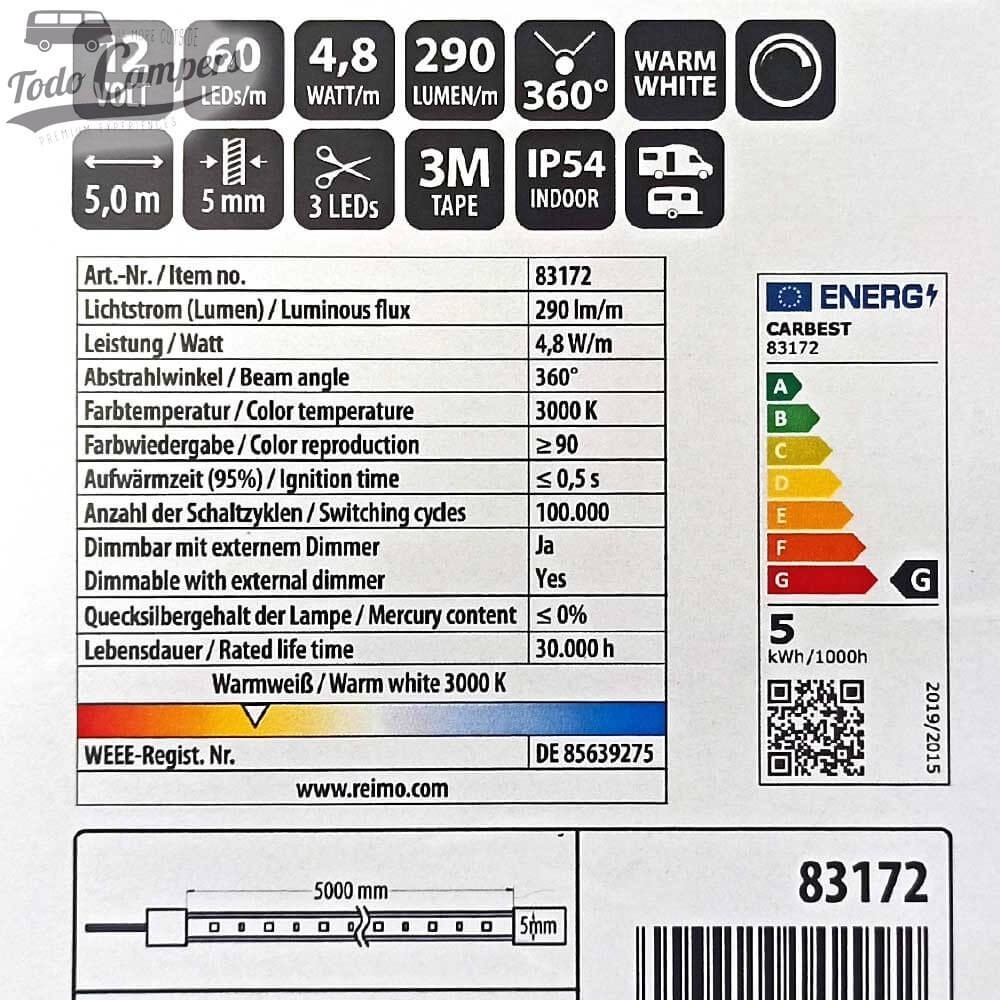 BE MORE OUTSIDE
Todo Campers
PREMIUM EXPERIENCES
12 VOLT
60 LEDs/m
4,8 WATT/m
290 LUMEN/m
360°
WARM WHITE
5,0 m
5 mm
3 LEDs
3M TAPE
IP54 INDOOR
Art.-Nr. / Item no. 83172
Lichtstrom (Lumen) / Luminous flux 290 lm/m
Leistung / Watt 4,8 W/m
Abstrahlwinkel / Beam angle 360°
Farbtemperatur / Color temperature 3000 K
Farbwiedergabe / Color reproduction ≥ 90
Aufwärmzeit (95%) / Ignition time ≤ 0,5 s
Anzahl der Schaltzyklen / Switching cycles 100.000
Dimmbar mit externem Dimmer Ja
Dimmable with external dimmer Yes
Quecksilbergehalt der Lampe / Mercury content ≤ 0%
Lebensdauer / Rated life time 30.000 h
Warmweiß / Warm white 3000 K
WEEE-Regist. Nr. DE 85639275
www.reimo.com
ENERG
CARBEST
83172
A
B
C
D
E
F
G
G
5
kWh/1000h
2019/2015
5000 mm
5mm
83172